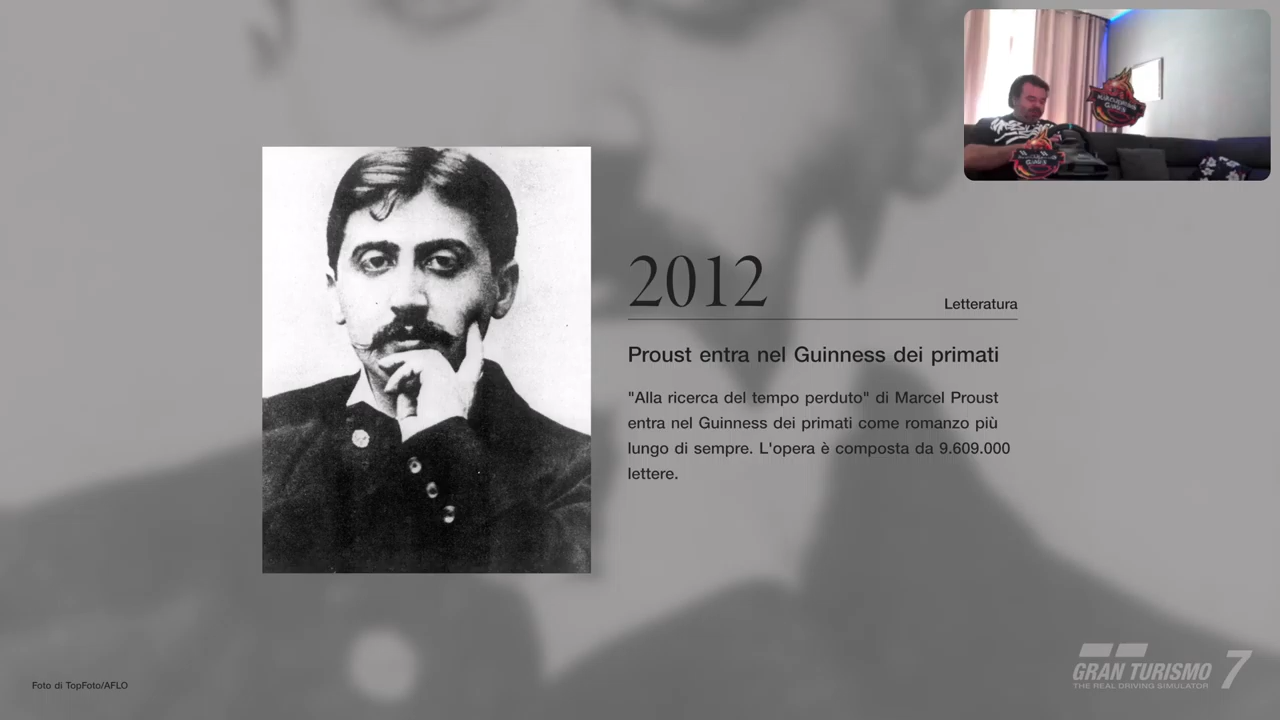 2012
Letteratura
Proust entra nel Guinness dei primati
"Alla ricerca del tempo perduto" di Marcel Proust
entra nel Guinness dei primati come romanzo più
lungo di sempre. L'opera è composta da 9.609.000
lettere.
Foto di TopFoto/AFLO
GRAN TURISMO 7
THE REAL DRIVING SIMULATOR